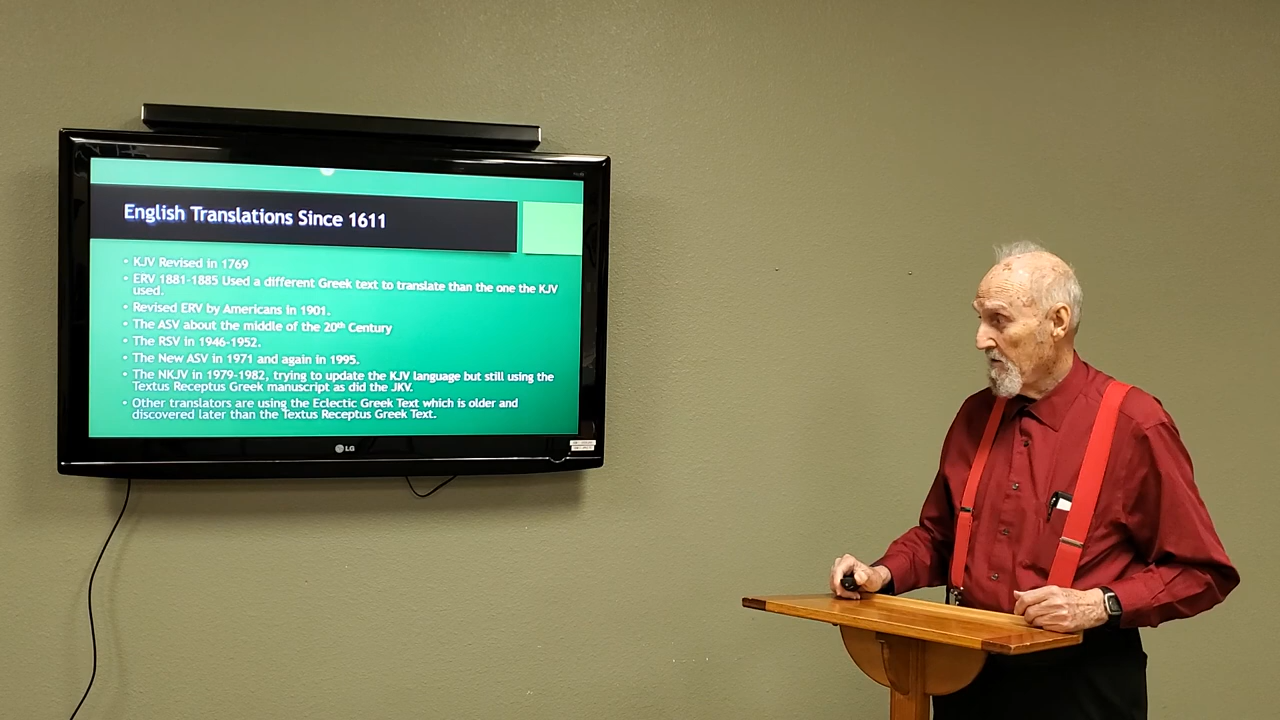 English Translations Since 1611
• KJV Revised in 1769
• ERV 1881-1885 Used a different Greek text to translate than the one the KJV
used.
• Revised ERV by Americans in 1901.
• The ASV about the middle of the 20th Century
• The RSV in 1946-1952.
• The New ASV in 1971 and again in 1995.
• The NKJV in 1979-1982, trying to update the KJV language but still using the
Textus Receptus Greek manuscript as did the JKV.
• Other translators are using the Eclectic Greek Text which is older and
discovered later than the Textus Receptus Greek Text.
LG